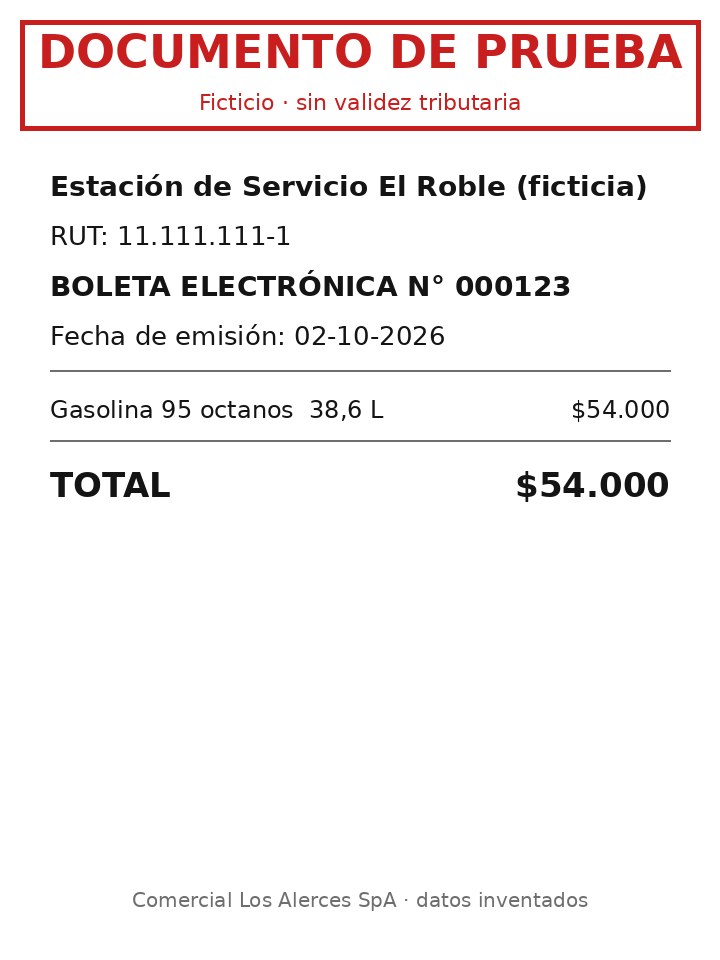 DOCUMENTO DE PRUEBA
Ficticio · sin validez tributaria
Estación de Servicio El Roble (ficticia)
RUT: 11.111.111-1
BOLETA ELECTRÓNICA N° 000123
Fecha de emisión: 02-10-2026
Gasolina 95 octanos  38,6 L $54.000
TOTAL $54.000
Comercial Los Alerces SpA · datos inventados